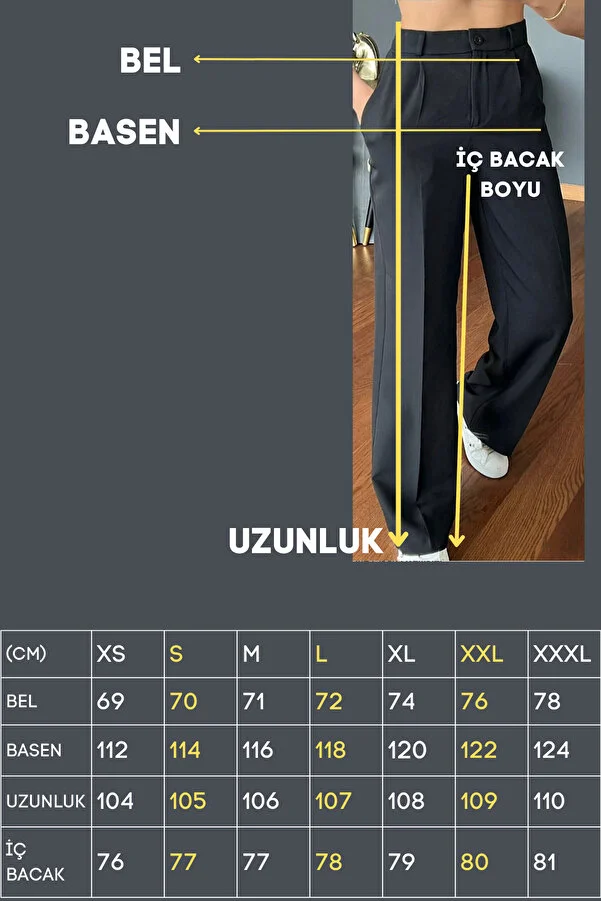 BEL
BASEN
İÇ BACAK
BOYU
UZUNLUK
(CM) XS S M L XL XXL XXXL
BEL 69 70 71 72 74 76 78
BASEN 112 114 116 118 120 122 124
UZUNLUK 104 105 106 107 108 109 110
İÇ
BACAK 76 77 77 78 79 80 81